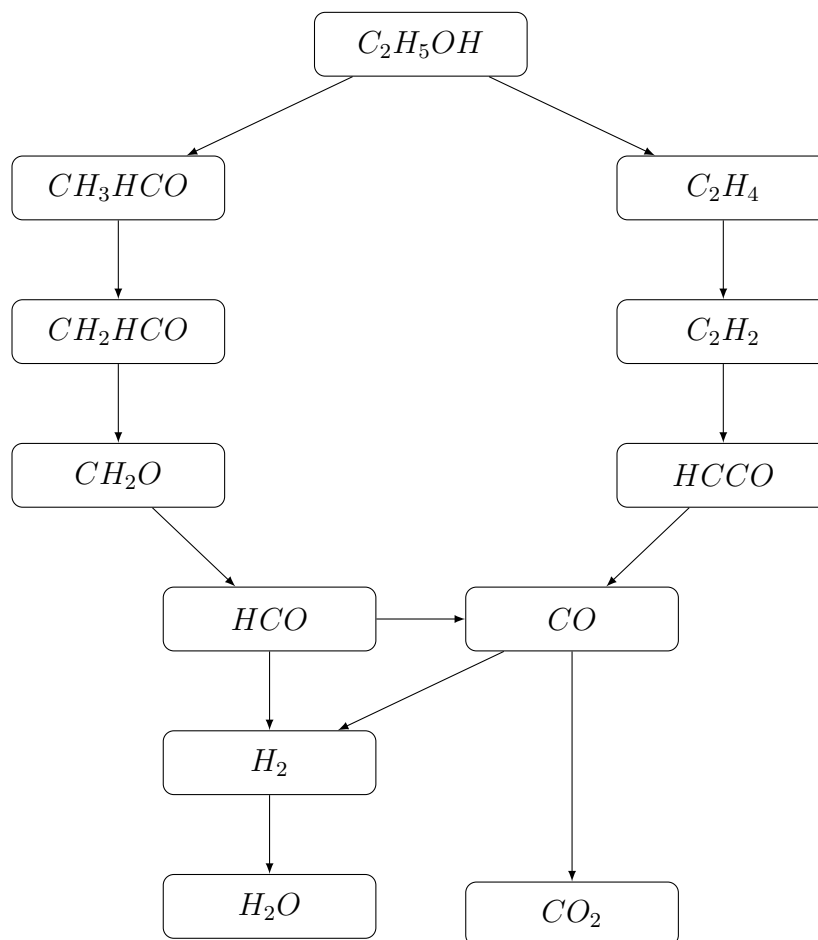 C₂H₅OH
CH₃HCO
C₂H₄
CH₂HCO
C₂H₂
CH₂O
HCCO
HCO
CO
H₂
H₂O
CO₂